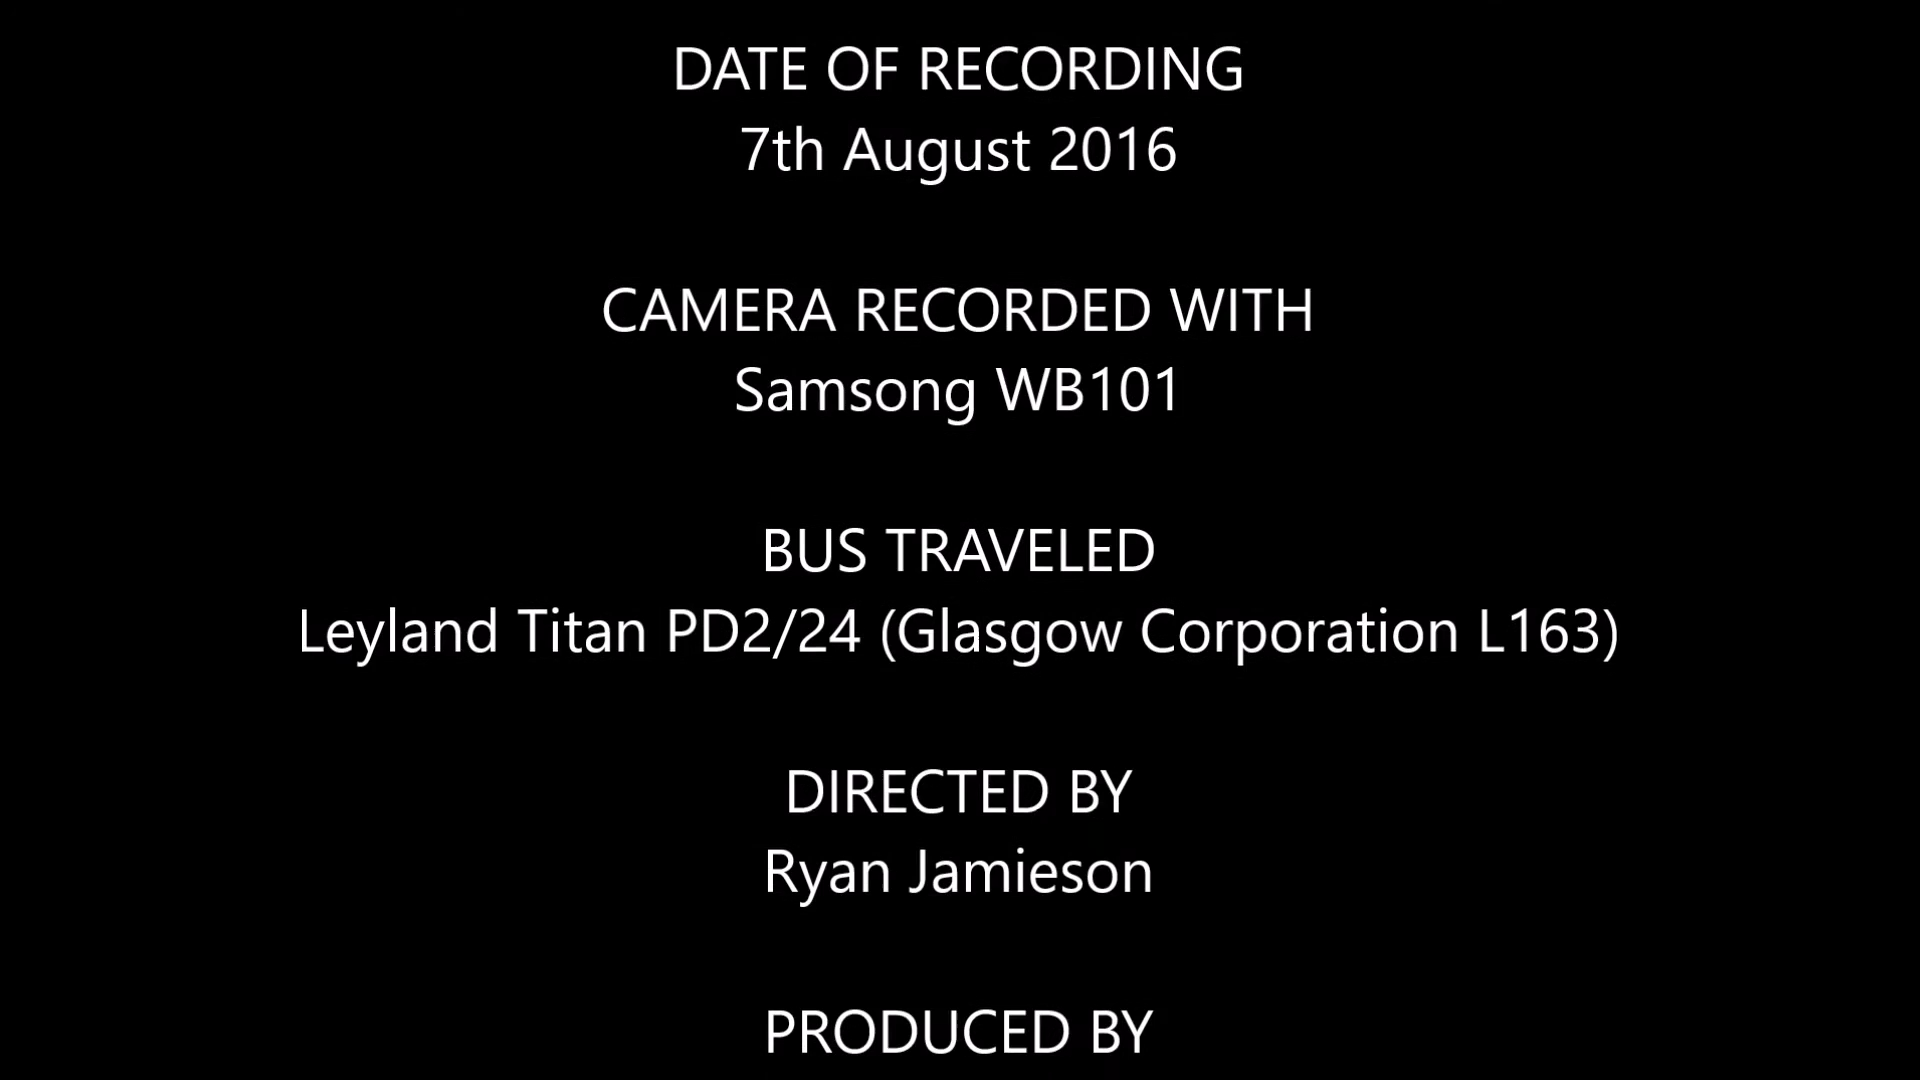 DATE OF RECORDING
7th August 2016
CAMERA RECORDED WITH
Samsong WB101
BUS TRAVELED
Leyland Titan PD2/24 (Glasgow Corporation L163)
DIRECTED BY
Ryan Jamieson
PRODUCED BY